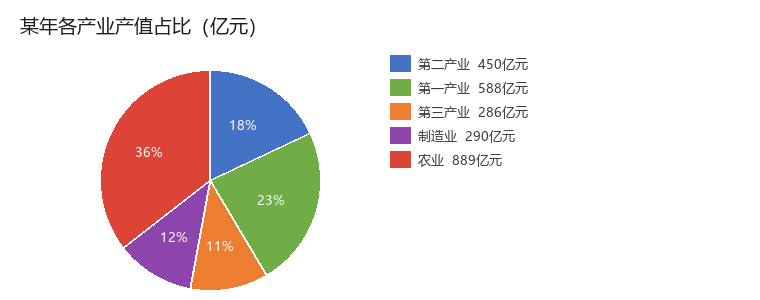 某年各产业产值占比（亿元）
第二产业 450亿元
第一产业 588亿元
第三产业 286亿元
制造业 290亿元
农业 889亿元
18%
36%
23%
12%
11%